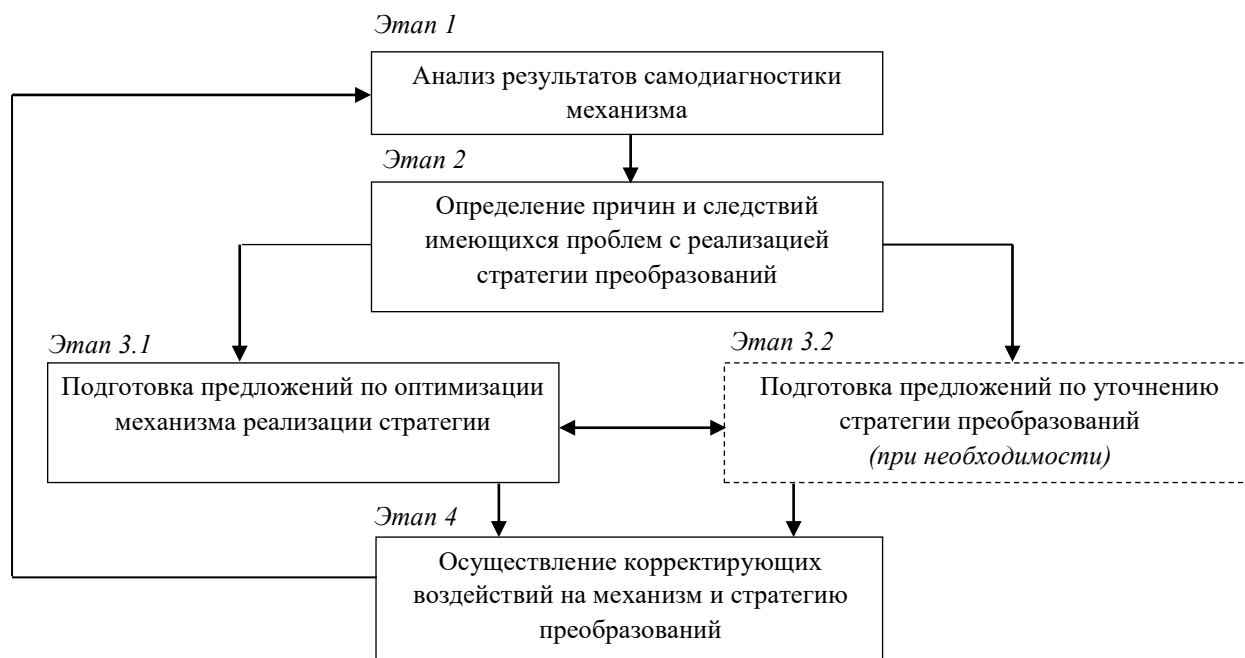 Этап 1
Анализ результатов самодиагностики
механизма
Этап 2
Определение причин и следствий
имеющихся проблем с реализацией
стратегии преобразований
Этап 3.1
Подготовка предложений по оптимизации
механизма реализации стратегии
Этап 3.2
Подготовка предложений по уточнению
стратегии преобразований
(при необходимости)
Этап 4
Осуществление корректирующих
воздействий на механизм и стратегию
преобразований